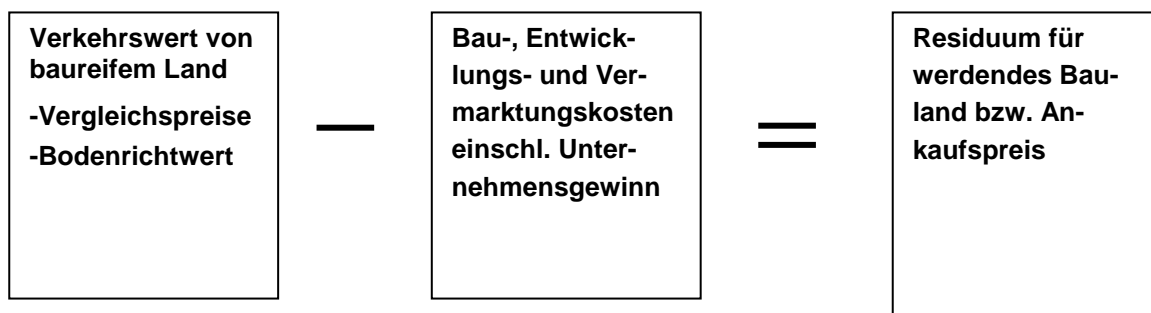 Verkehrswert von
baureifem Land
-Vergleichspreise
-Bodenrichtwert
—
Bau-, Entwick-
lungs- und Ver-
marktungskosten
einschl. Unter-
nehmensgewinn
=
Residuum für
werdendes Bau-
land bzw. An-
kaufspreis